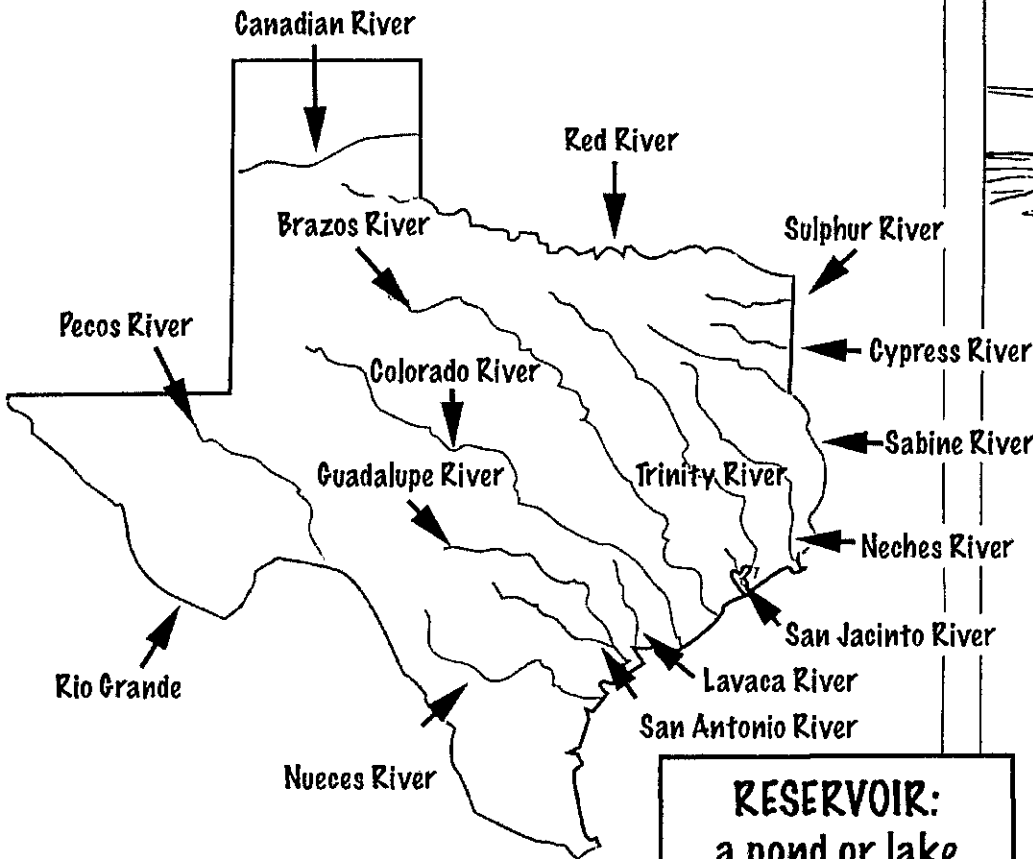 Canadian River
Red River
Brazos River
Sulphur River
Pecos River
Cypress River
Colorado River
Sabine River
Guadalupe River
Trinity River
Neches River
San Jacinto River
Rio Grande
Lavaca River
San Antonio River
Nueces River
RESERVOIR:
a pond or lake